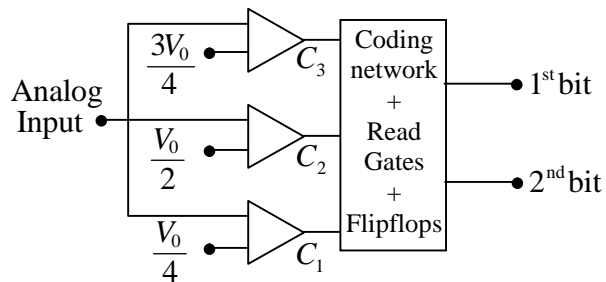 Analog
Input
3V₀/4
V₀/2
V₀/4
C₃
C₂
C₁
Coding
network
+
Read
Gates
+
Flipflops
1ˢᵗ bit
2ⁿᵈ bit